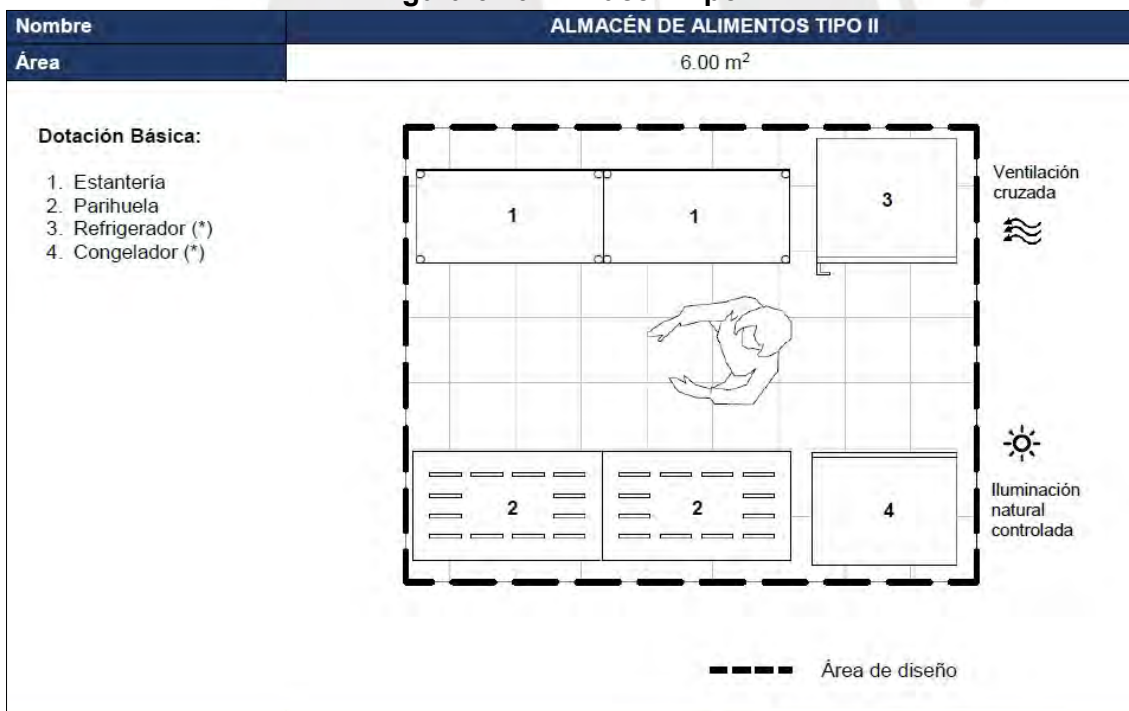 Nombre ALMACÉN DE ALIMENTOS TIPO II
Área 6.00 m²
Dotación Básica:
1. Estantería
2. Parihuela
3. Refrigerador (*)
4. Congelador (*)
1 1 3
Ventilación
cruzada
2 2 4
Iluminación
natural
controlada
Área de diseño